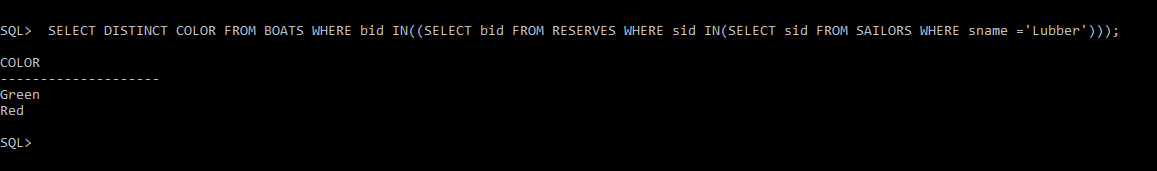 SQL>  SELECT DISTINCT COLOR FROM BOATS WHERE bid IN((SELECT bid FROM RESERVES WHERE sid IN(SELECT sid FROM SAILORS WHERE sname ='Lubber')));
COLOR
--------------------
Green
Red
SQL>